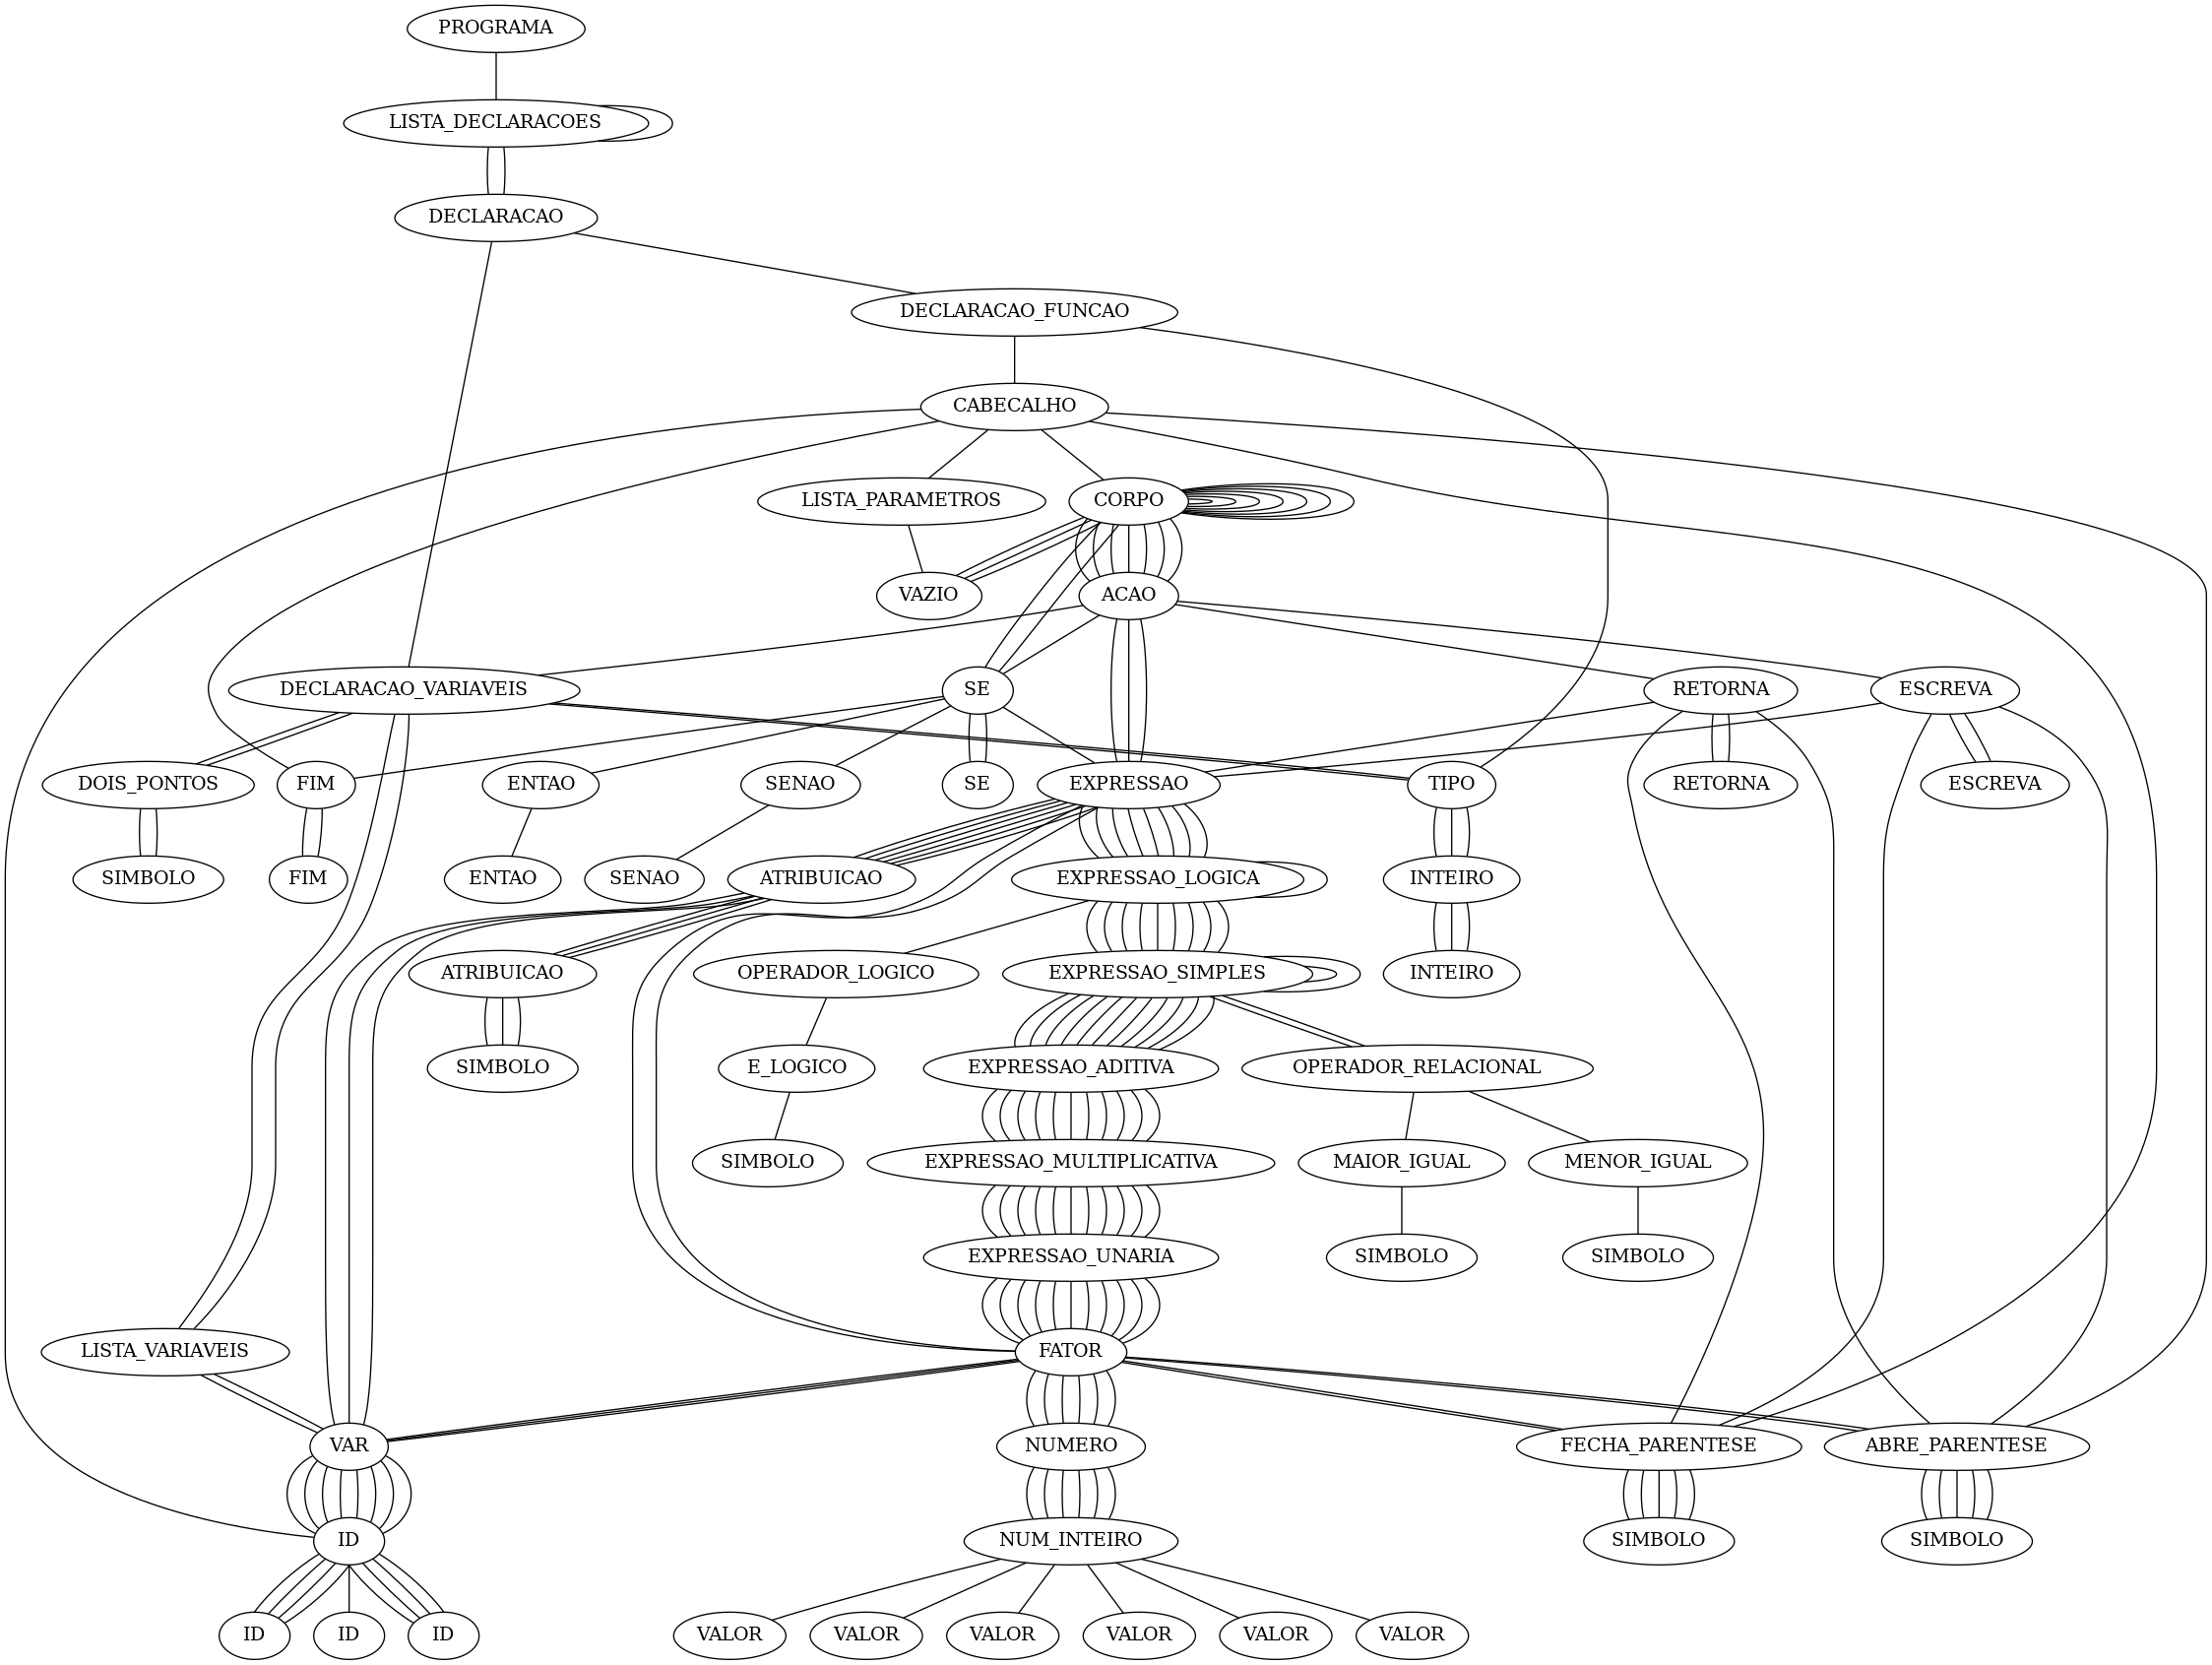 PROGRAMA
LISTA_DECLARACOES
DECLARACAO
DECLARACAO_FUNCAO
CABECALHO
LISTA_PARAMETROS CORPO
VAZIO ACAO
DECLARACAO_VARIAVEIS SE RETORNA ESCREVA
DOIS_PONTOS FIM ENTAO SENAO SE EXPRESSAO TIPO RETORNA ESCREVA
SIMBOLO FIM ENTAO SENAO ATRIBUICAO EXPRESSAO_LOGICA INTEIRO
ATRIBUICAO OPERADOR_LOGICO EXPRESSAO_SIMPLES INTEIRO
SIMBOLO E_LOGICO EXPRESSAO_ADITIVA OPERADOR_RELACIONAL
SIMBOLO EXPRESSAO_MULTIPLICATIVA MAIOR_IGUAL MENOR_IGUAL
EXPRESSAO_UNARIA SIMBOLO SIMBOLO
LISTA_VARIAVEIS FATOR
VAR NUMERO FECHA_PARENTESE ABRE_PARENTESE
ID NUM_INTEIRO SIMBOLO SIMBOLO
ID ID ID VALOR VALOR VALOR VALOR VALOR VALOR